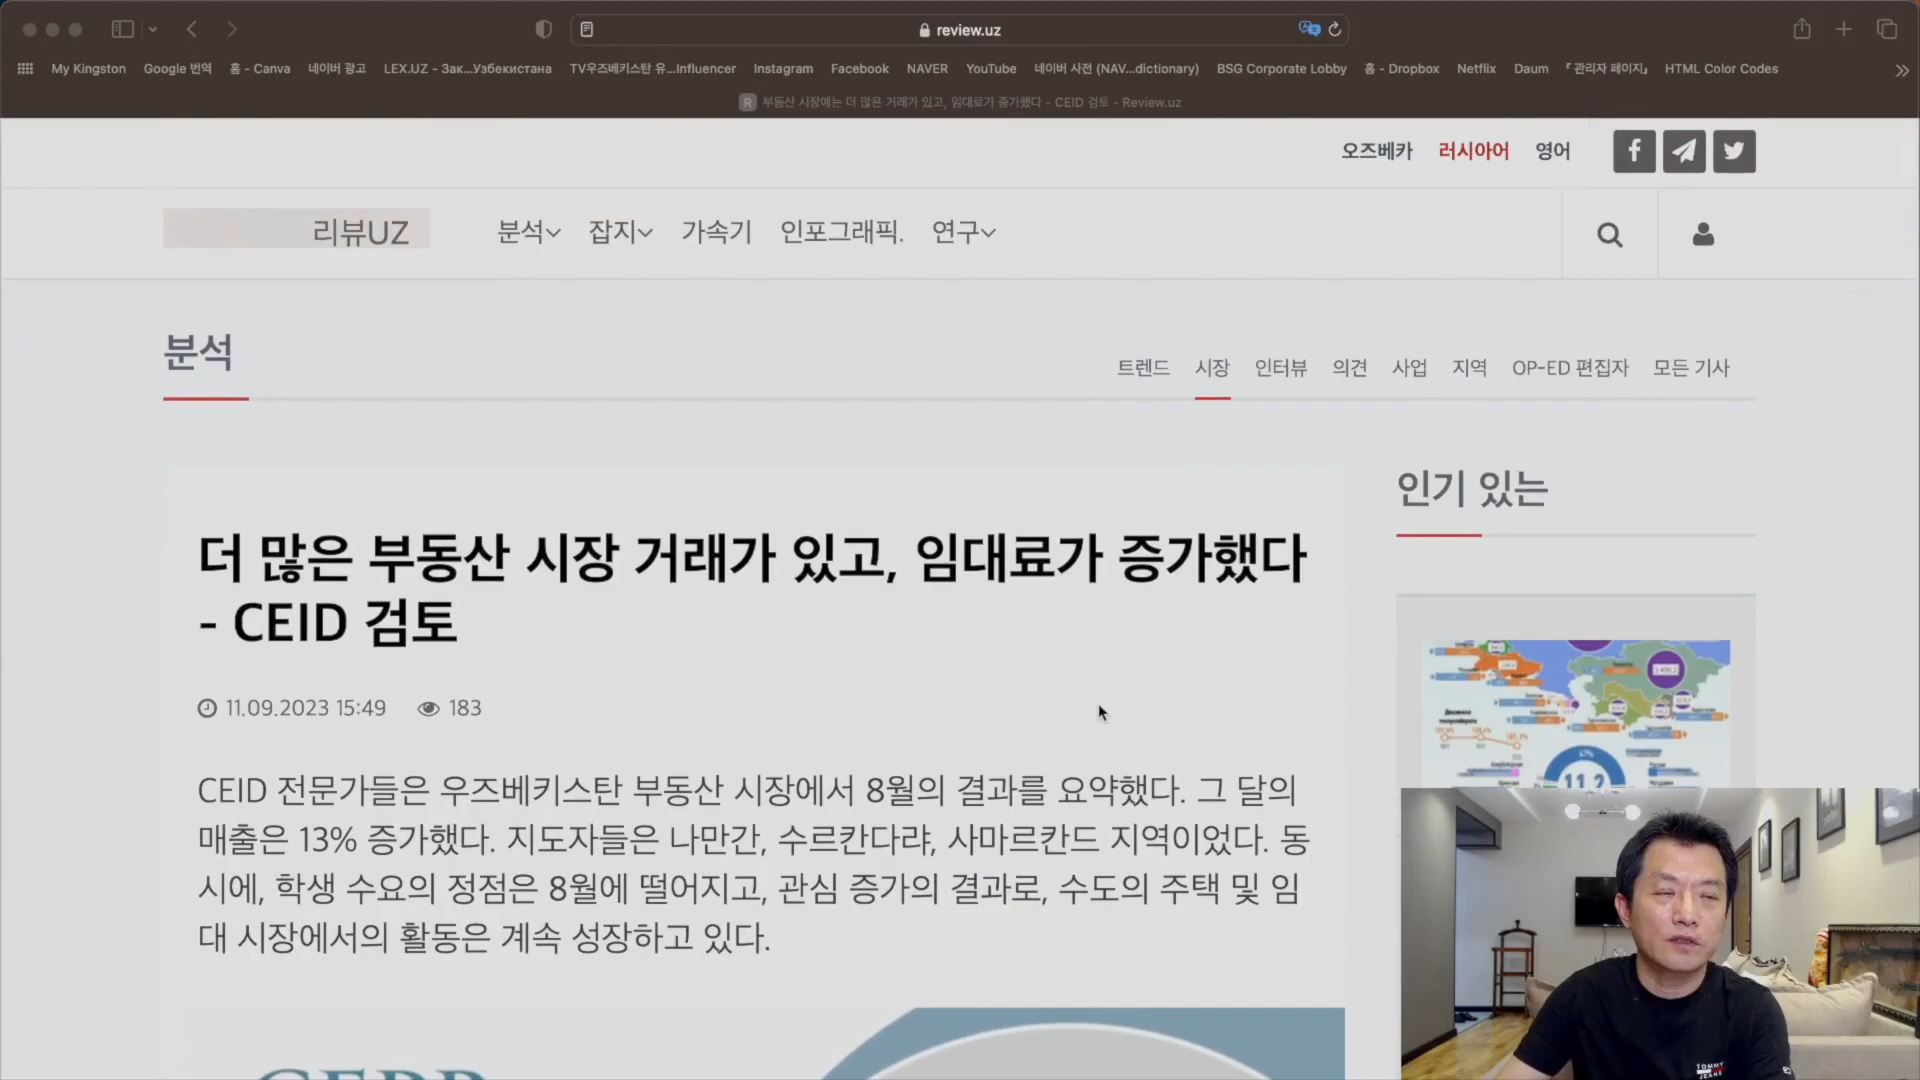 review.uz
My Kingston Google 번역 홈 - Canva 네이버 광고 LEX.UZ - Зак...Узбекистана TV우즈베키스탄 유...Influencer Instagram Facebook NAVER YouTube 네이버 사전 (NAV...dictionary) BSG Corporate Lobby 홈 - Dropbox Netflix Daum 『관리자 페이지』 HTML Color Codes
R 부동산 시장에는 더 많은 거래가 있고, 임대료가 증가했다 - CEID 검토 - Review.uz
오즈베카 러시아어 영어
리뷰UZ 분석 잡지 가속기 인포그래픽. 연구
분석
트렌드 시장 인터뷰 의견 사업 지역 OP-ED 편집자 모든 기사
인기 있는
더 많은 부동산 시장 거래가 있고, 임대료가 증가했다
- CEID 검토
11.09.2023 15:49 183
CEID 전문가들은 우즈베키스탄 부동산 시장에서 8월의 결과를 요약했다. 그 달의
매출은 13% 증가했다. 지도자들은 나만간, 수르칸다랴, 사마르칸드 지역이었다. 동
시에, 학생 수요의 정점은 8월에 떨어지고, 관심 증가의 결과로, 수도의 주택 및 임
대 시장에서의 활동은 계속 성장하고 있다.
11.2
TOMMY
JEANS